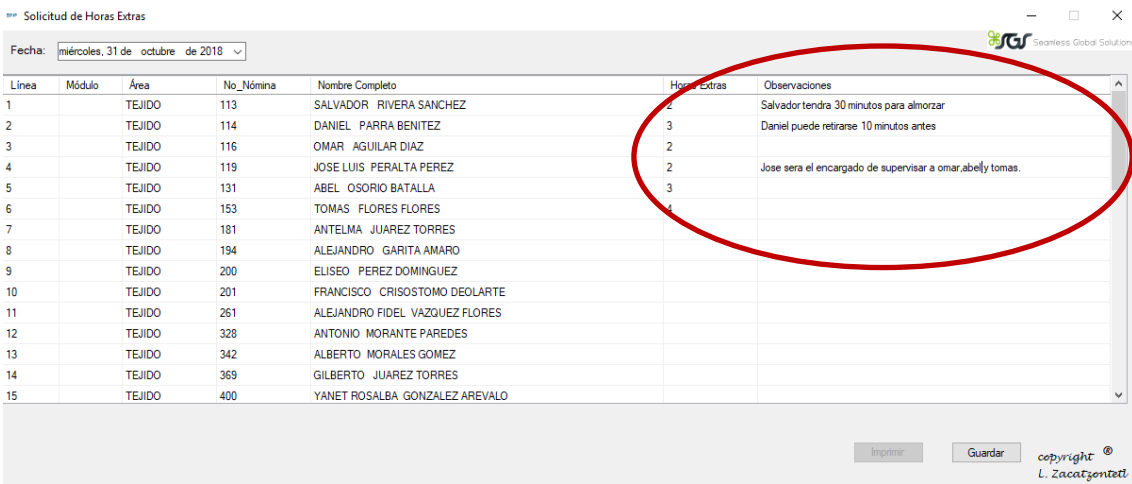 Solicitud de Horas Extras
SGS Seamless Global Solution
Fecha: miércoles, 31 de octubre de 2018
Línea Módulo Área No_Nómina Nombre Completo Horas Extras Observaciones
1 TEJIDO 113 SALVADOR RIVERA SANCHEZ 2 Salvador tendra 30 minutos para almorzar
2 TEJIDO 114 DANIEL PARRA BENITEZ 3 Daniel puede retirarse 10 minutos antes
3 TEJIDO 116 OMAR AGUILAR DIAZ 2
4 TEJIDO 119 JOSE LUIS PERALTA PEREZ 2 Jose sera el encargado de supervisar a omar,abel y tomas.
5 TEJIDO 131 ABEL OSORIO BATALLA 3
6 TEJIDO 153 TOMAS FLORES FLORES 4
7 TEJIDO 181 ANTELMA JUAREZ TORRES
8 TEJIDO 194 ALEJANDRO GARITA AMARO
9 TEJIDO 200 ELISEO PEREZ DOMINGUEZ
10 TEJIDO 201 FRANCISCO CRISOSTOMO DEOLARTE
11 TEJIDO 261 ALEJANDRO FIDEL VAZQUEZ FLORES
12 TEJIDO 328 ANTONIO MORANTE PAREDES
13 TEJIDO 342 ALBERTO MORALES GOMEZ
14 TEJIDO 369 GILBERTO JUAREZ TORRES
15 TEJIDO 400 YANET ROSALBA GONZALEZ AREVALO
Imprimir Guardar
copyright ®
L. Zacatzontetl